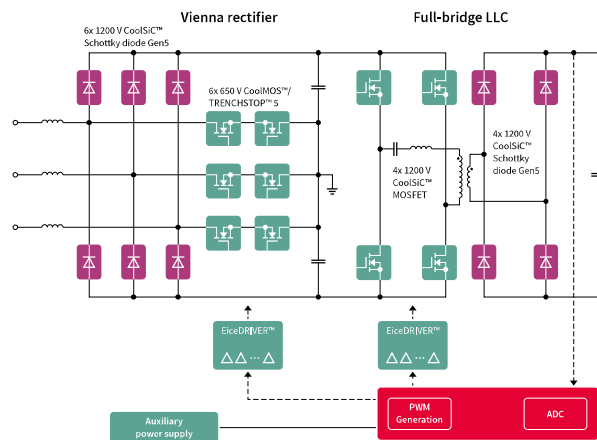 Vienna rectifier
Full-bridge LLC
6x 1200 V CoolSiC™
Schottky diode Gen5
6x 650 V CoolMOS™/
TRENCHSTOP™ 5
4x 1200 V
CoolSiC™
MOSFET
4x 1200 V
CoolSiC™
Schottky
diode Gen5
EiceDRIVER™
EiceDRIVER™
PWM
Generation
ADC
Auxiliary
power supply